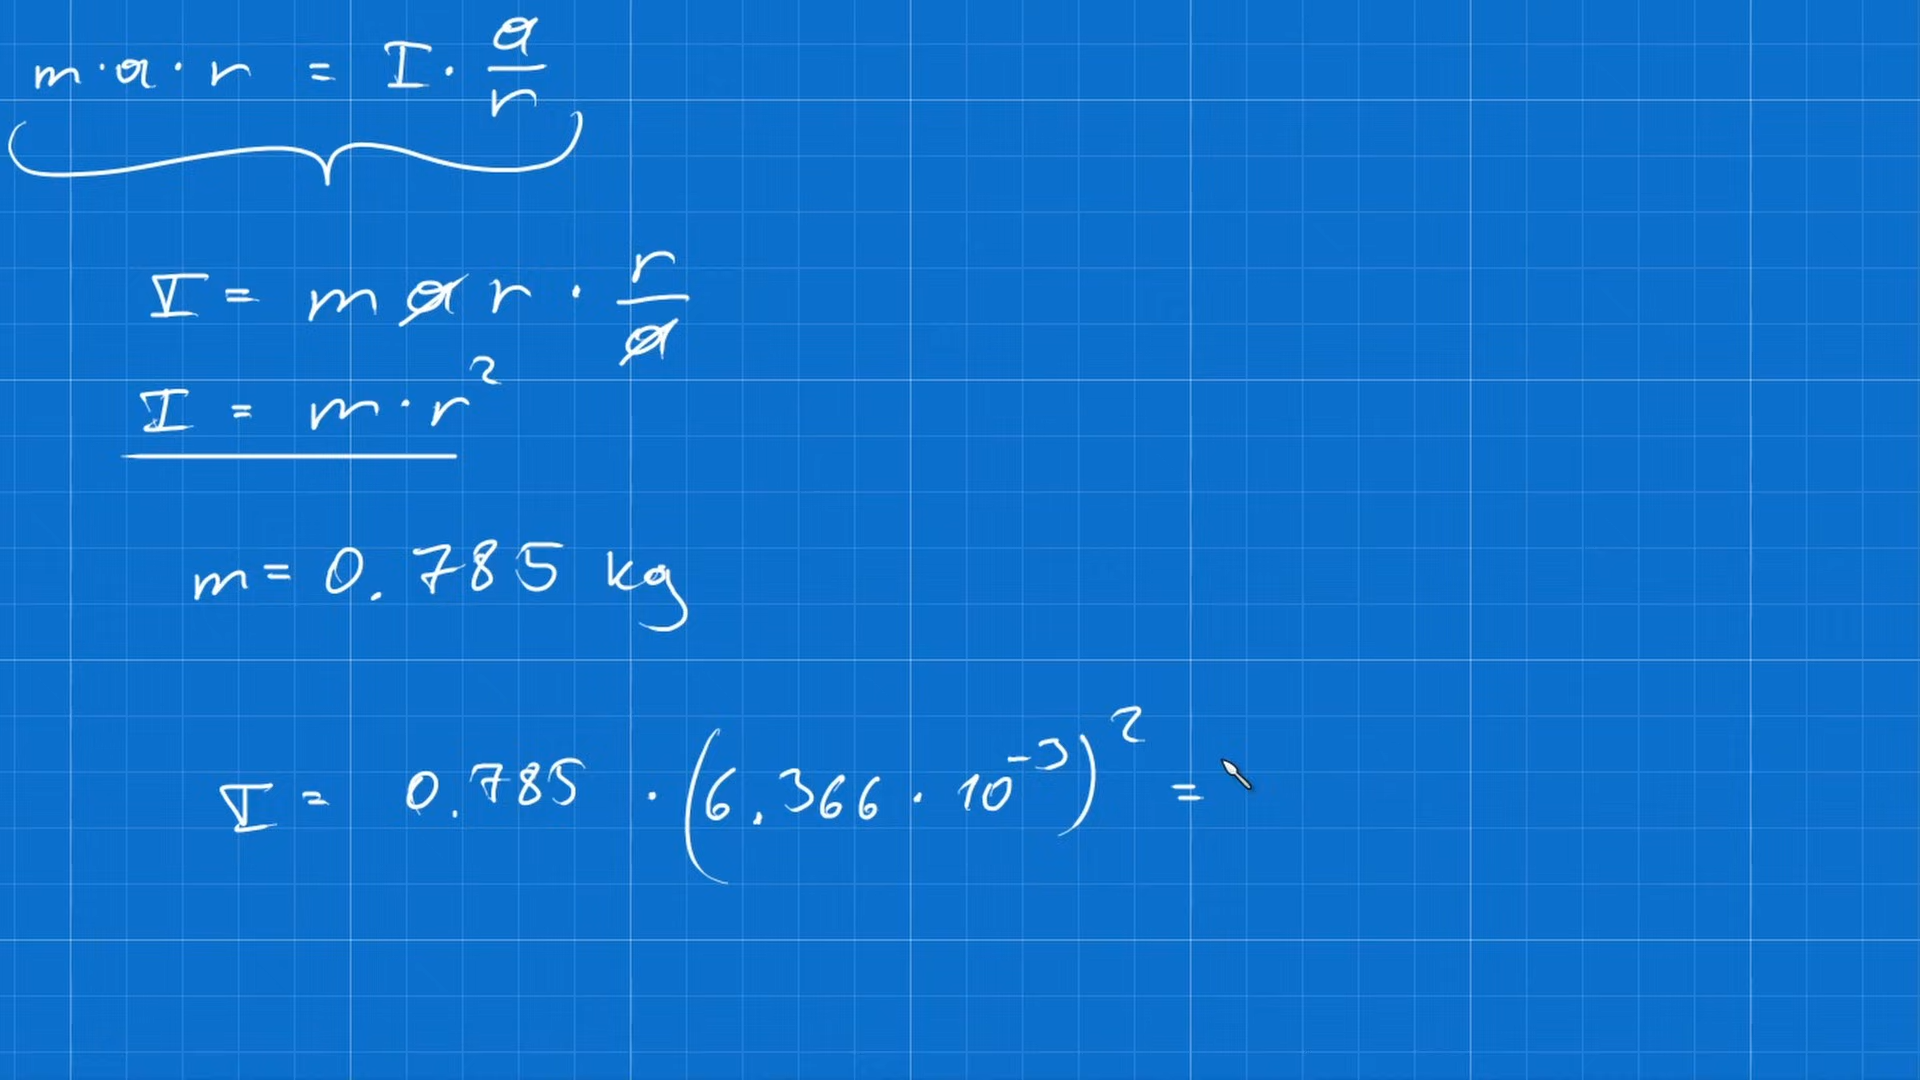 m · a · r = I · a/r
I = m a r · r/a
I = m · r²
m = 0.785 kg
I = 0.785 · (6.366 · 10⁻³)² =